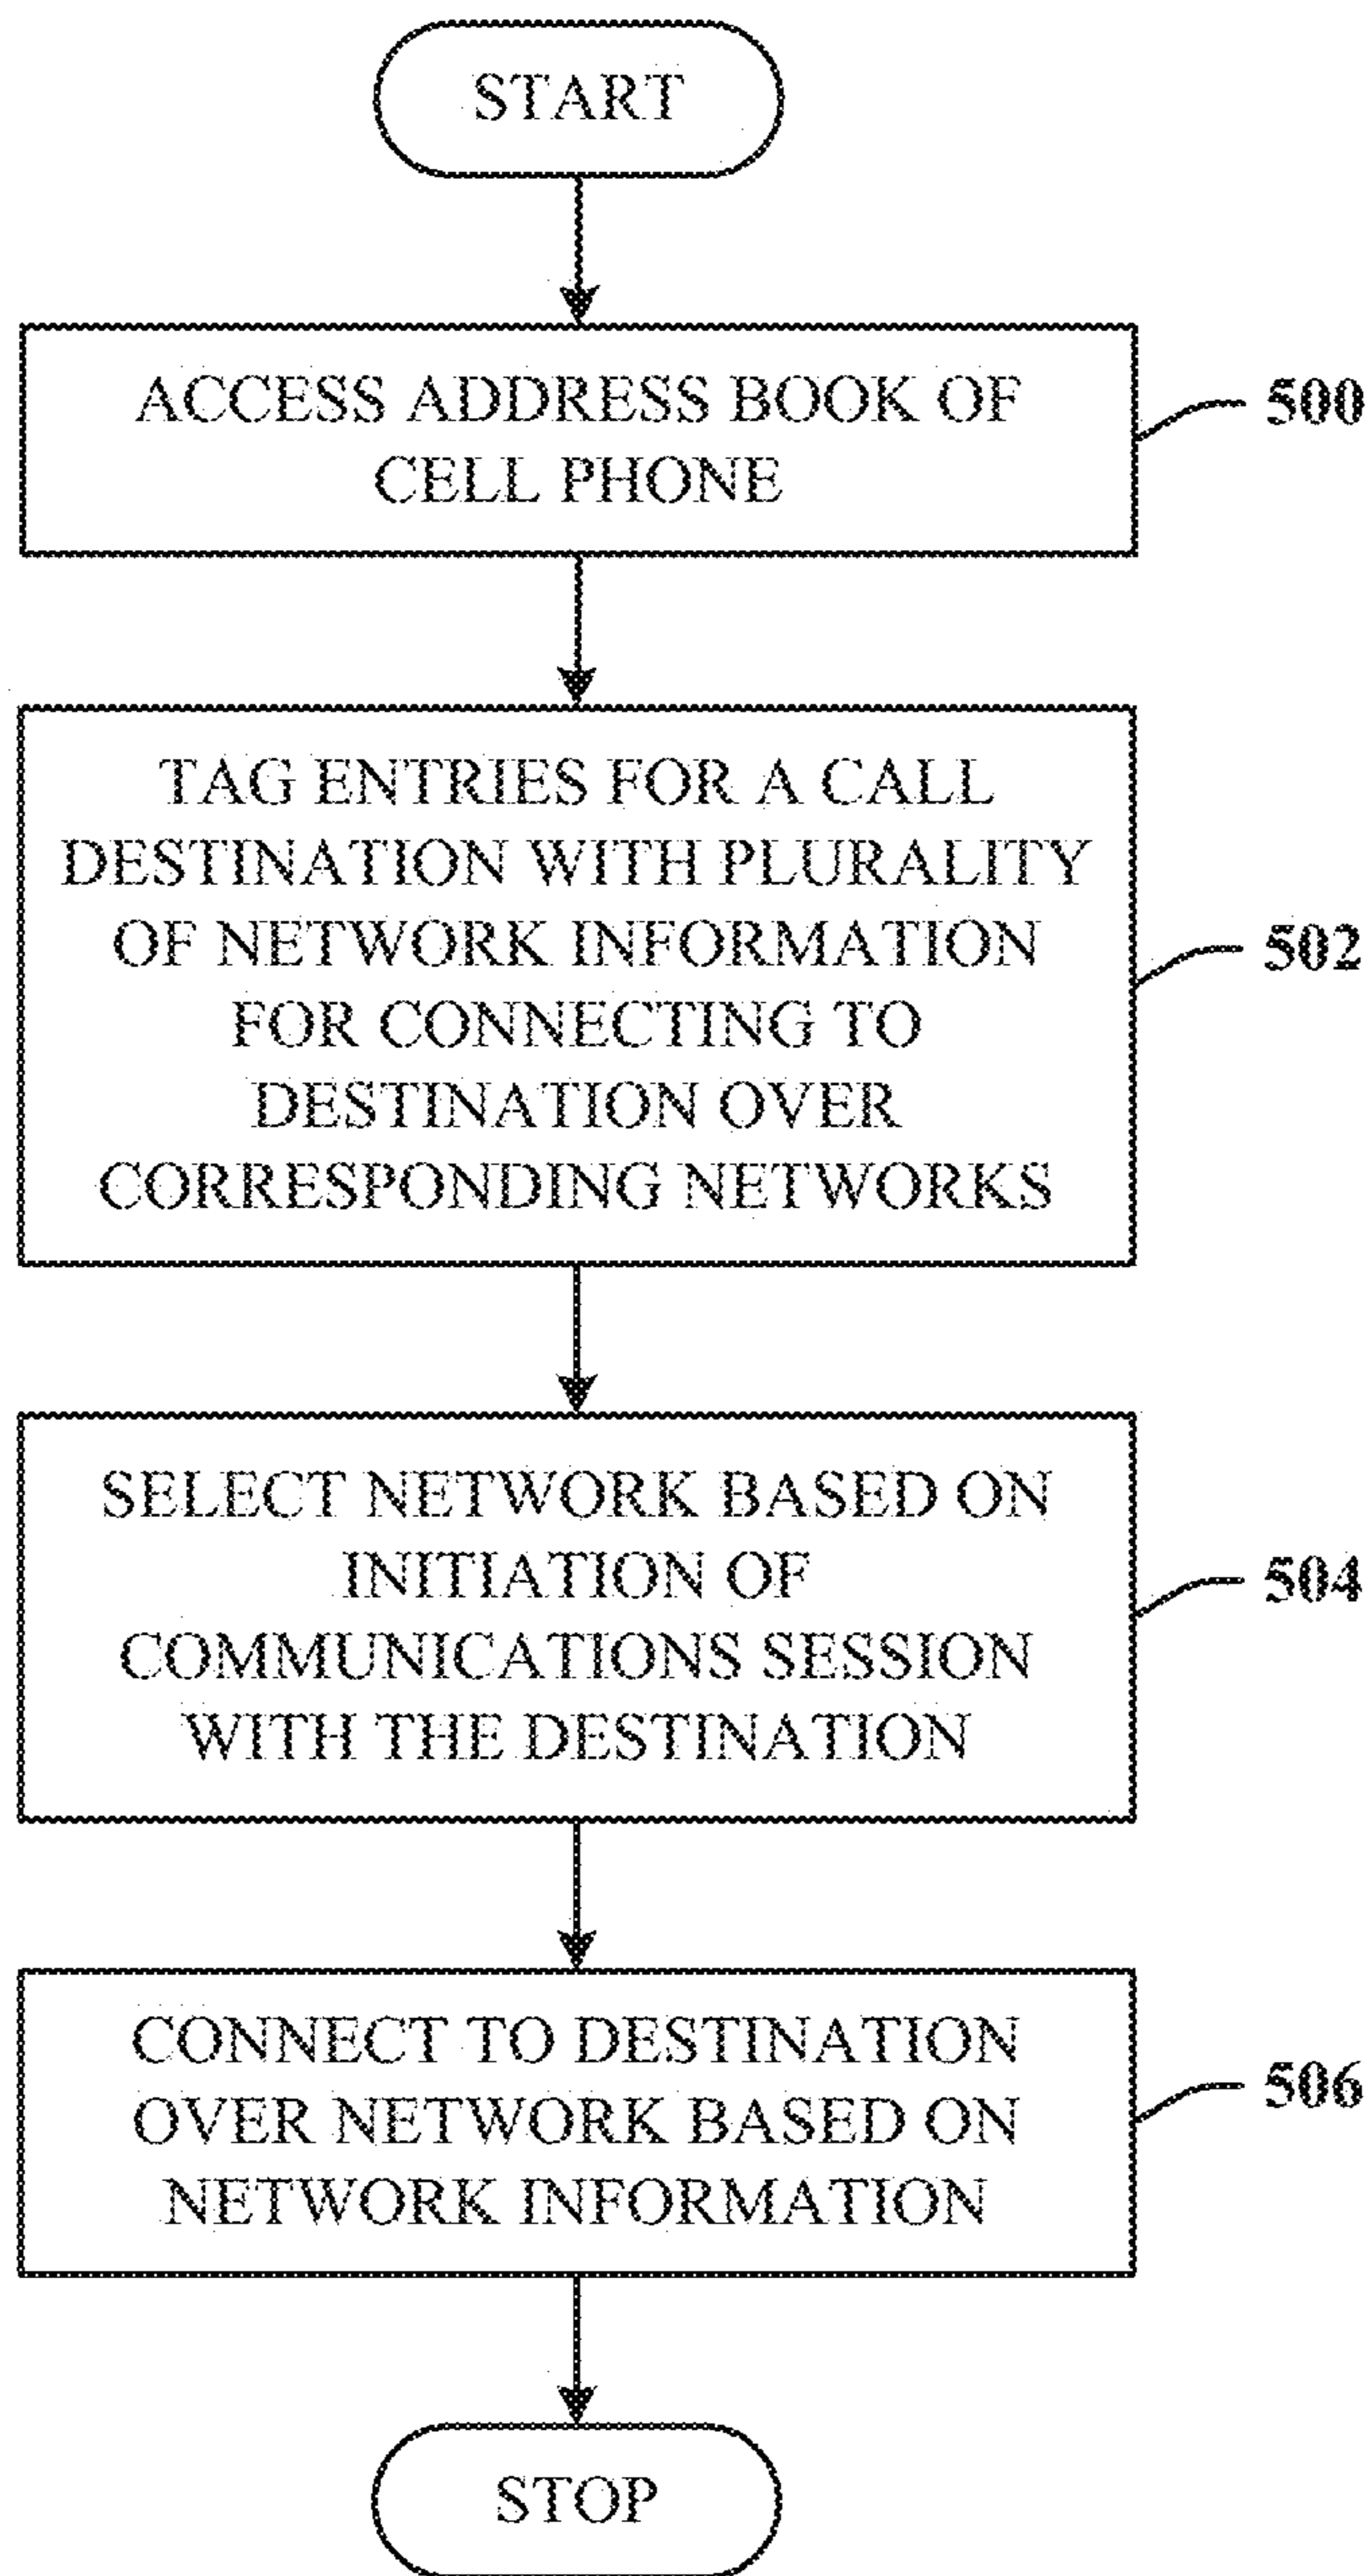 START
ACCESS ADDRESS BOOK OF
CELL PHONE
500
TAG ENTRIES FOR A CALL
DESTINATION WITH PLURALITY
OF NETWORK INFORMATION
FOR CONNECTING TO
DESTINATION OVER
CORRESPONDING NETWORKS
502
SELECT NETWORK BASED ON
INITIATION OF
COMMUNICATIONS SESSION
WITH THE DESTINATION
504
CONNECT TO DESTINATION
OVER NETWORK BASED ON
NETWORK INFORMATION
506
STOP